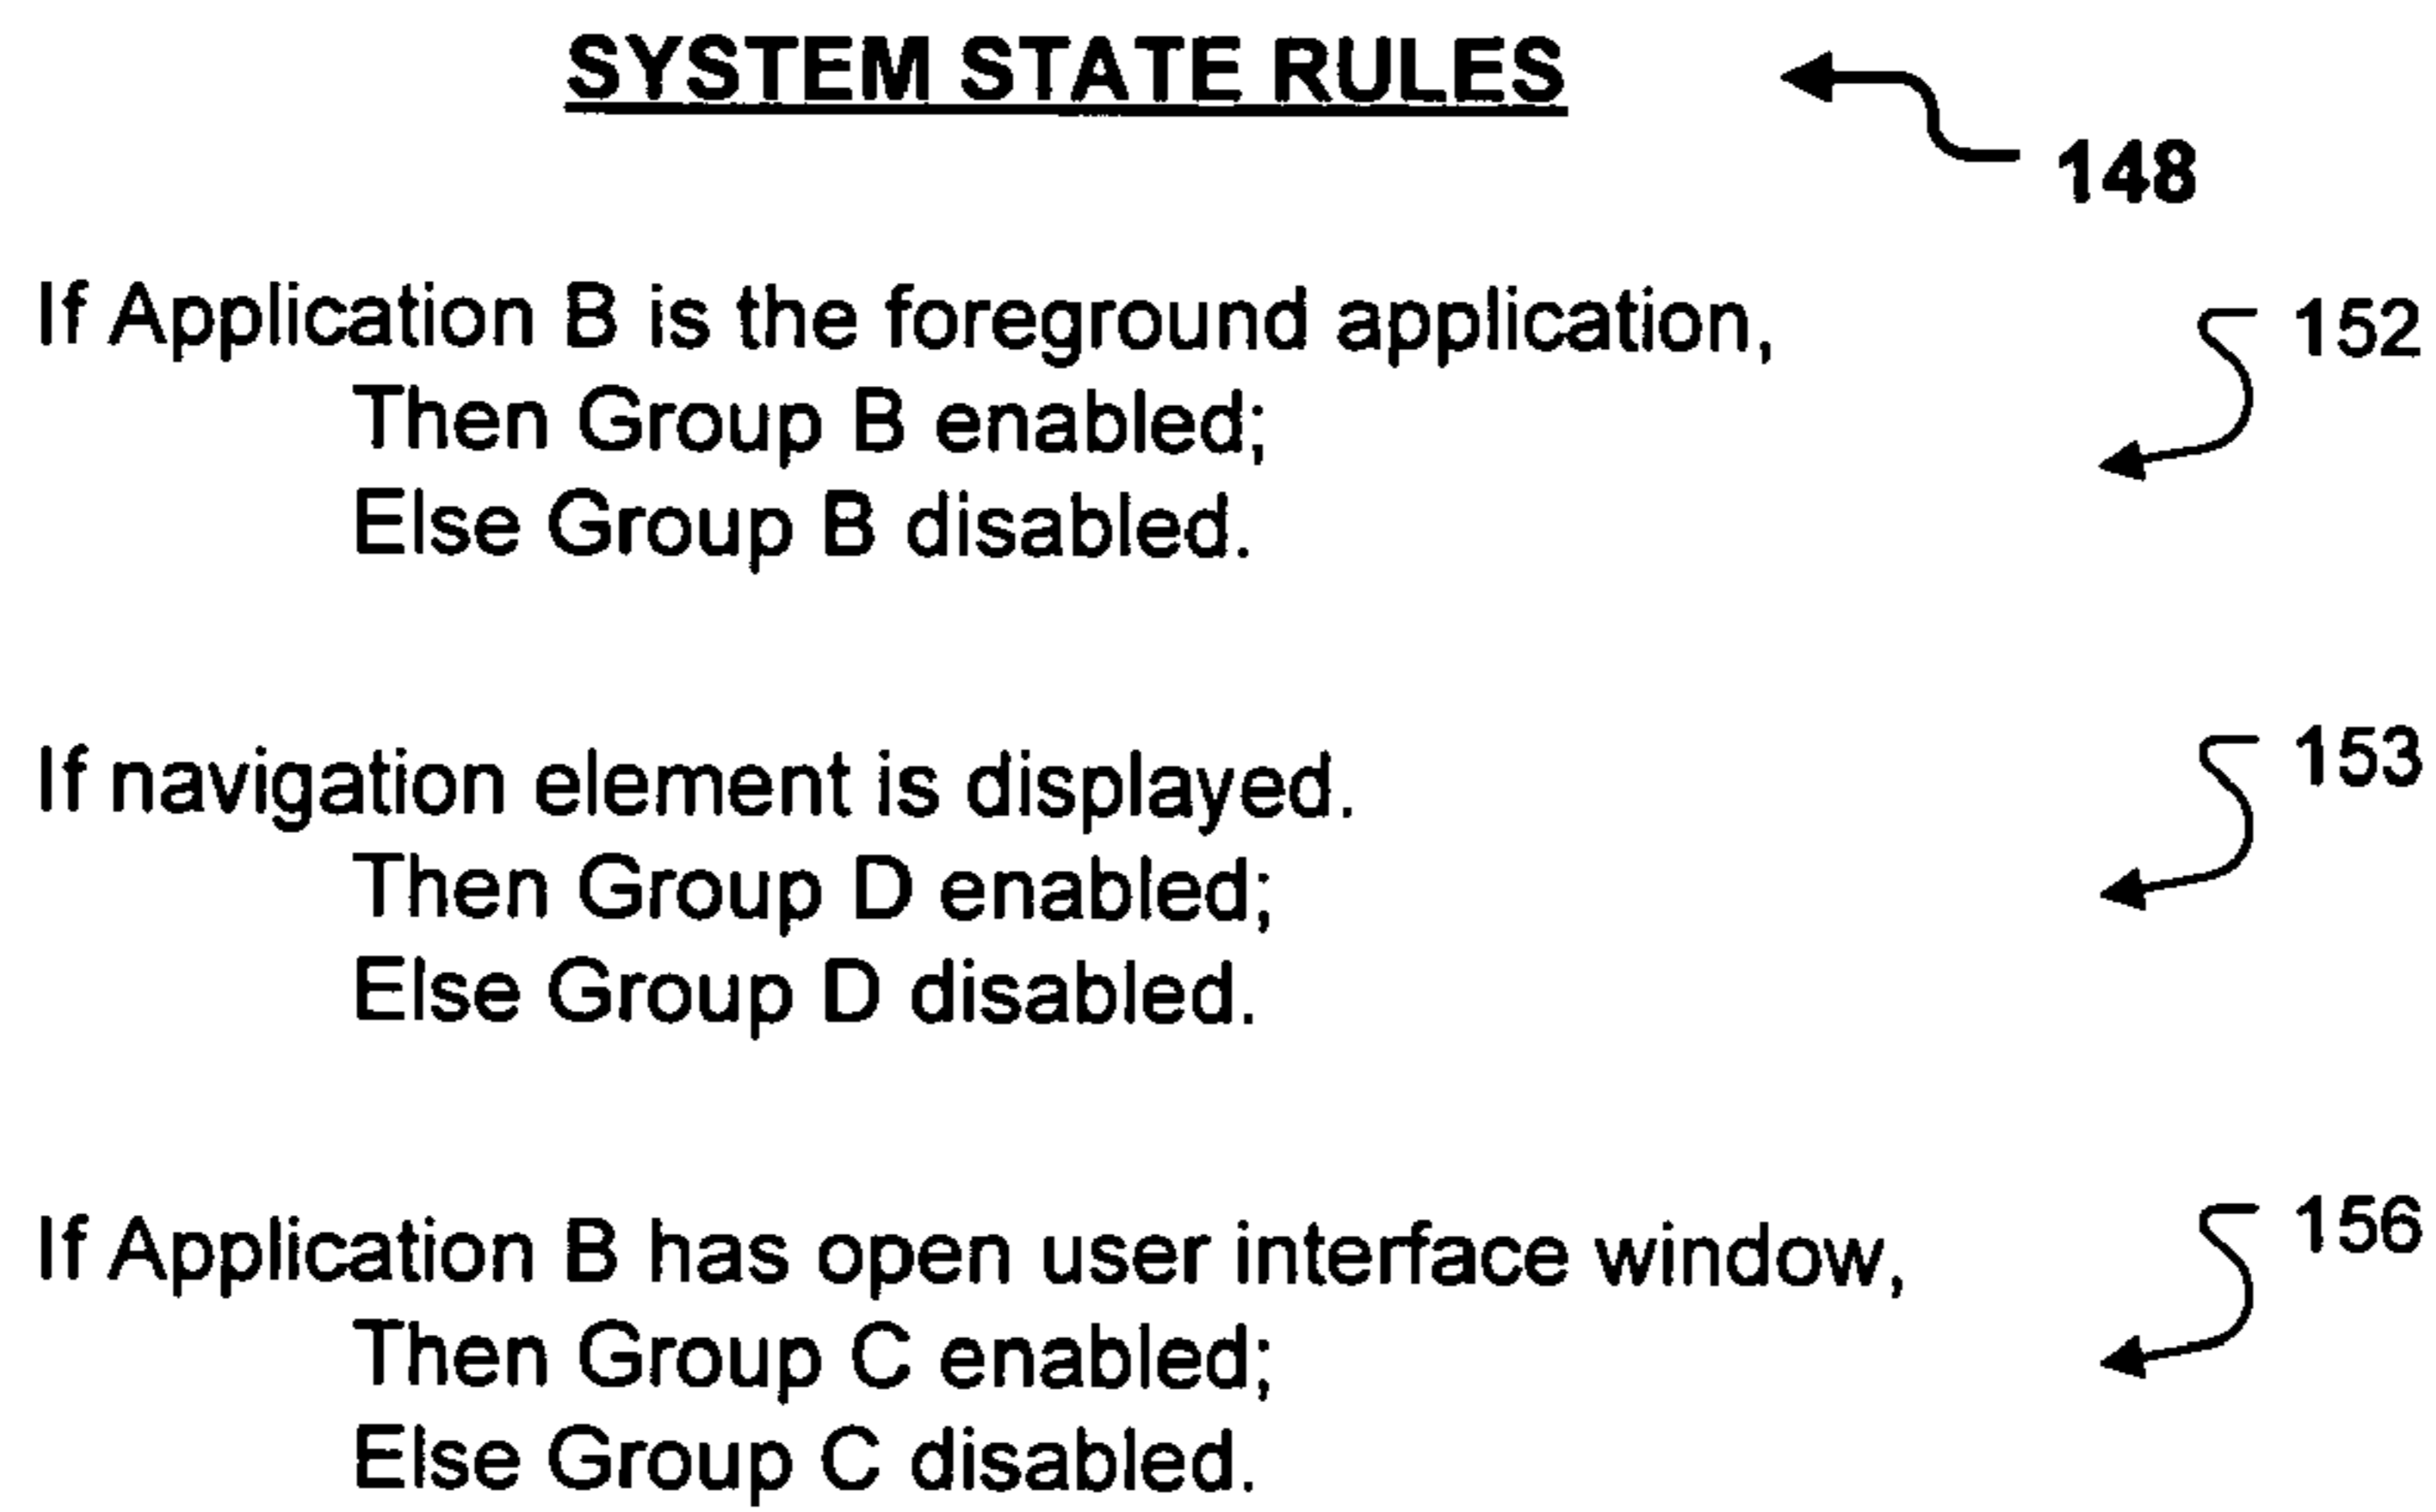 SYSTEM STATE RULES
148
If Application B is the foreground application,
152
Then Group B enabled;
Else Group B disabled.
If navigation element is displayed.
153
Then Group D enabled;
Else Group D disabled.
If Application B has open user interface window,
156
Then Group C enabled;
Else Group C disabled.